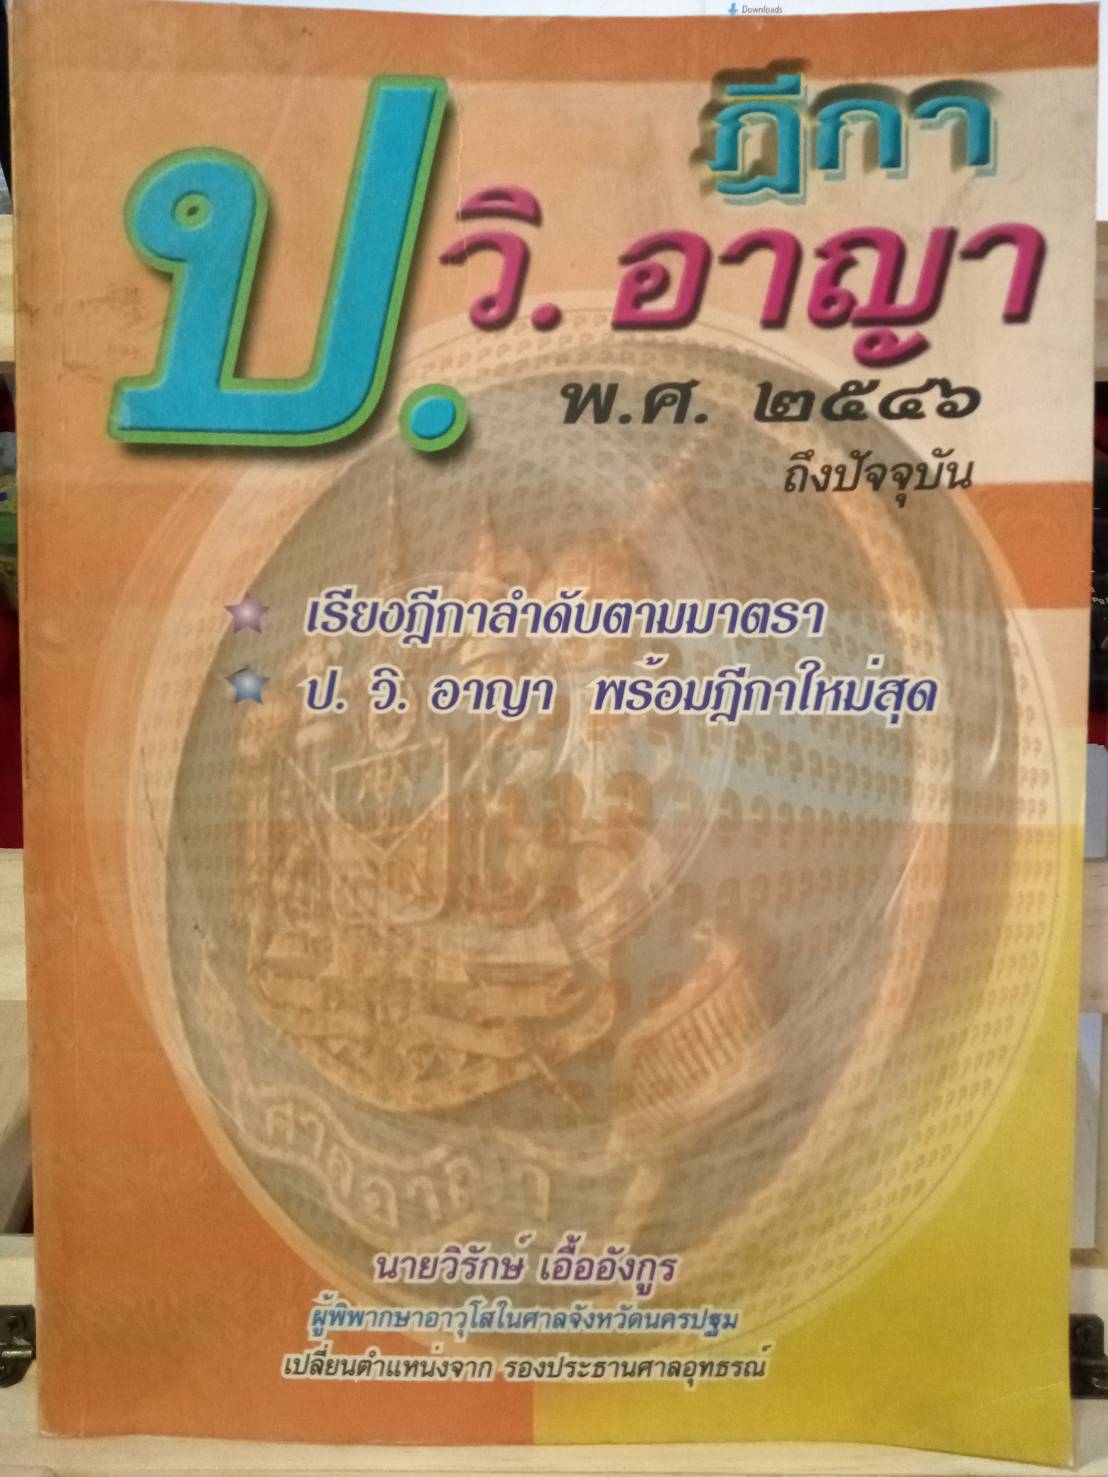 Downloads
ฎีกา
ป. วิ. อาญา
พ.ศ. ๒๕๔๖
ถึงปัจจุบัน
เรียงฎีกาลำดับตามมาตรา
ป. วิ. อาญา พร้อมฎีกาใหม่สุด
ศาลอาญา
นายวิรักษ์ เอื้ออังกูร
ผู้พิพากษาอาวุโสในศาลจังหวัดนครปฐม
เปลี่ยนตำแหน่งจาก รองประธานศาลอุทธรณ์